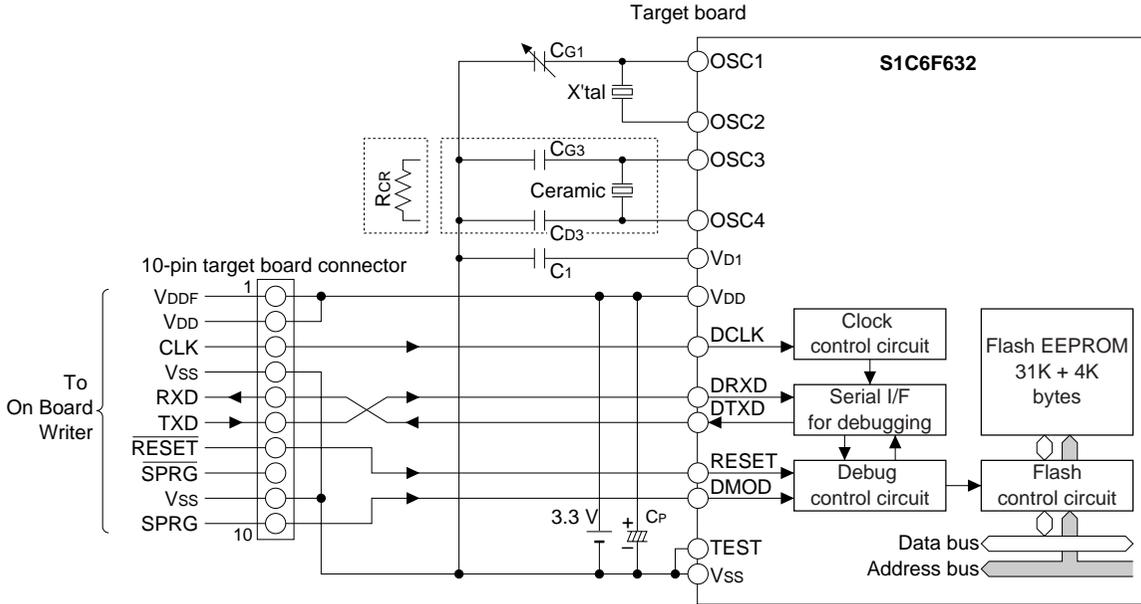 Target board
S1C6F632
CG1
X'tal
OSC1
OSC2
CG3
Ceramic
CD3
RCR
OSC3
OSC4
C1
VD1
10-pin target board connector
To
On Board
Writer
1
VDDF
VDD
CLK
VSS
RXD
TXD
RESET
SPRG
VSS
SPRG
10
3.3 V
+
−
CP
VDD
DCLK
DRXD
DTXD
RESET
DMOD
TEST
VSS
Clock
control circuit
Serial I/F
for debugging
Debug
control circuit
Flash EEPROM
31K + 4K
bytes
Flash
control circuit
Data bus
Address bus